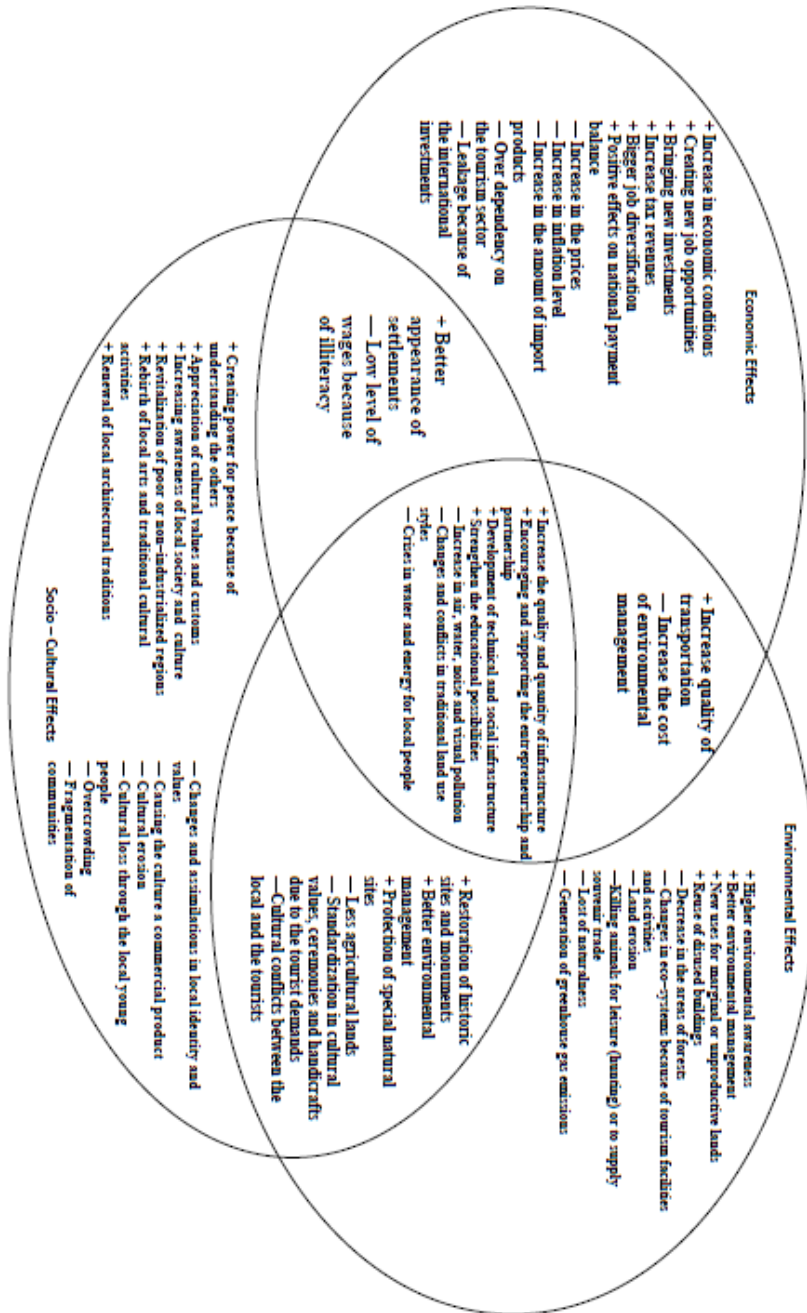 Economic Effects
+ Increase in economic conditions
+ Creating new job opportunities
+ Bringing new investments
+ Increase tax revenues
+ Bigger job diversification
+ Positive effects on national payment
balance
— Increase in the prices
— Increase in inflation level
— Increase in the amount of import
products
— Over dependency on
the tourism sector
— Leakage because of
the international
investments
+ Increase quality of
transportation
— Increase the cost
of environmental
management
Environmental Effects
+ Higher environmental awareness
+ Better environmental management
+ New uses for marginal or unproductive lands
+ Reuse of disused buildings
— Decrease in the areas of forests
— Changes in eco-systems because of tourism facilities
and activities
— Land erosion
—Killing animals for leisure (hunting) or to supply
souvenir trade
— Lost of naturalness
— Generation of greenhouse gas emissions
+ Better
appearance of
settlements
— Low level of
wages because
of illiteracy
+ Increase the quality and quantity of infrastructure
+ Encouraging and supporting the entrepreneurship and
partnership
+ Development of technical and social infrastructure
+ Strengthen the educational possibilities
— Increase in air, water, noise and visual pollution
— Changes and conflicts in traditional land use
styles
— Crises in water and energy for local people
+ Restoration of historic
sites and monuments
+ Better environmental
management
+ Protection of special natural
sites
— Less agricultural lands
— Standardization in cultural
values, ceremonies and handicrafts
due to the tourist demands
— Cultural conflicts between the
local and the tourists
+ Creating power for peace because of
understanding the others
+ Appreciation of cultural values and customs
+ Increasing awareness of local society and culture
+ Revitalization of poor or non-industrialized regions
+ Rebirth of local arts and traditional cultural
activities
+ Renewal of local architectural traditions
— Changes and assimilations in local identity and
values
— Causing the culture a commercial product
— Cultural erosion
— Cultural loss through the local young
people
— Overcrowding
— Fragmentation of
communities
Socio – Cultural Effects